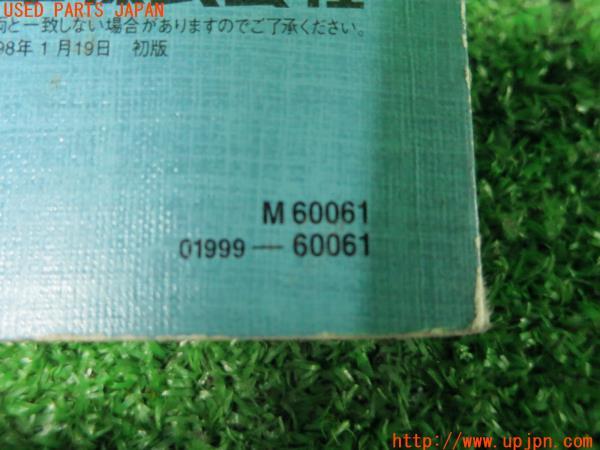 USED PARTS JAPAN
と一致しない場合がありますのでご了承ください。
98年1月19日 初版
M 60061
01999—60061
http://www.upjpn.com/